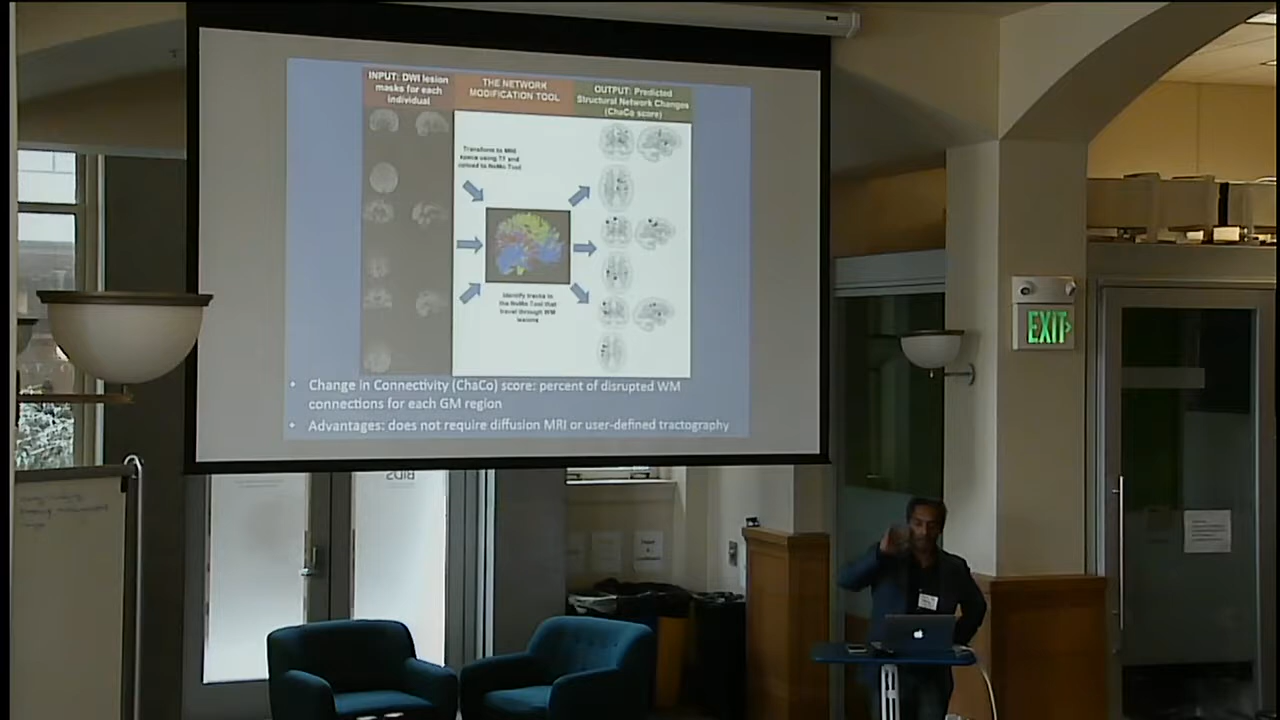 INPUT: DWI lesion
masks for each
individual
THE NETWORK
MODIFICATION TOOL
OUTPUT: Predicted
Structural Network Changes
(ChaCo score)
Transform to MNI
space using T1 and
upload to NeMo Tool
Identify tracts in
the NeMo Tool that
travel through WM
lesions
• Change in Connectivity (ChaCo) score: percent of disrupted WM
connections for each GM region
• Advantages: does not require diffusion MRI or user-defined tractography
BIDS
EXIT